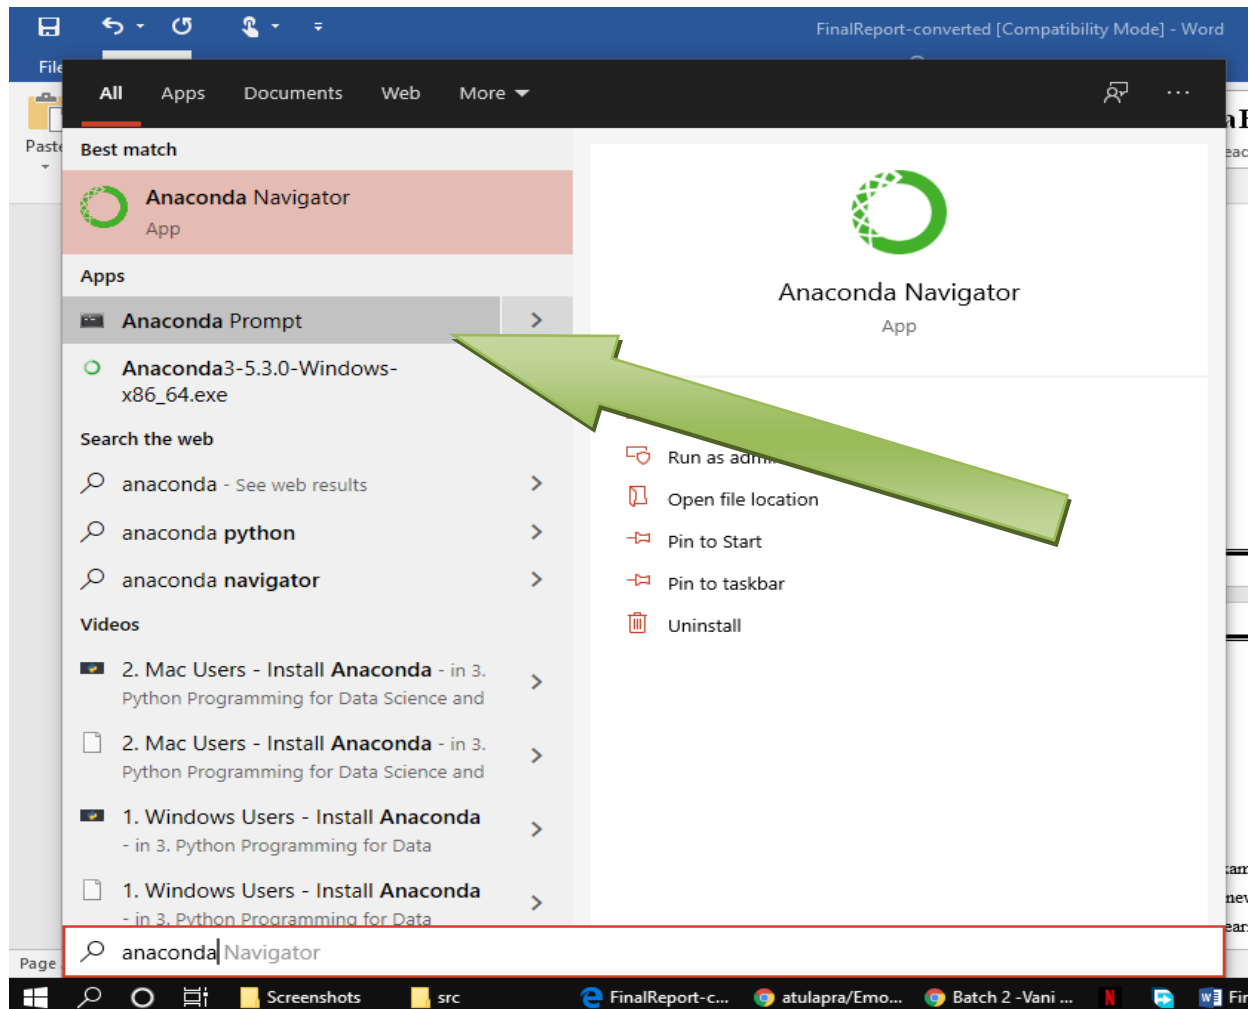 FinalReport-converted [Compatibility Mode] - Word
File
Paste
All Apps Documents Web More
Best match
Anaconda Navigator
App
Apps
Anaconda Prompt
Anaconda3-5.3.0-Windows-
x86_64.exe
Search the web
anaconda - See web results
anaconda python
anaconda navigator
Videos
2. Mac Users - Install Anaconda - in 3.
Python Programming for Data Science and
2. Mac Users - Install Anaconda - in 3.
Python Programming for Data Science and
1. Windows Users - Install Anaconda
- in 3. Python Programming for Data
1. Windows Users - Install Anaconda
- in 3. Python Programming for Data
Anaconda Navigator
App
Run as adm
Open file location
Pin to Start
Pin to taskbar
Uninstall
anaconda Navigator
Page
Screenshots src FinalReport-c... atulapra/Emo... Batch 2 -Vani ... N Fin